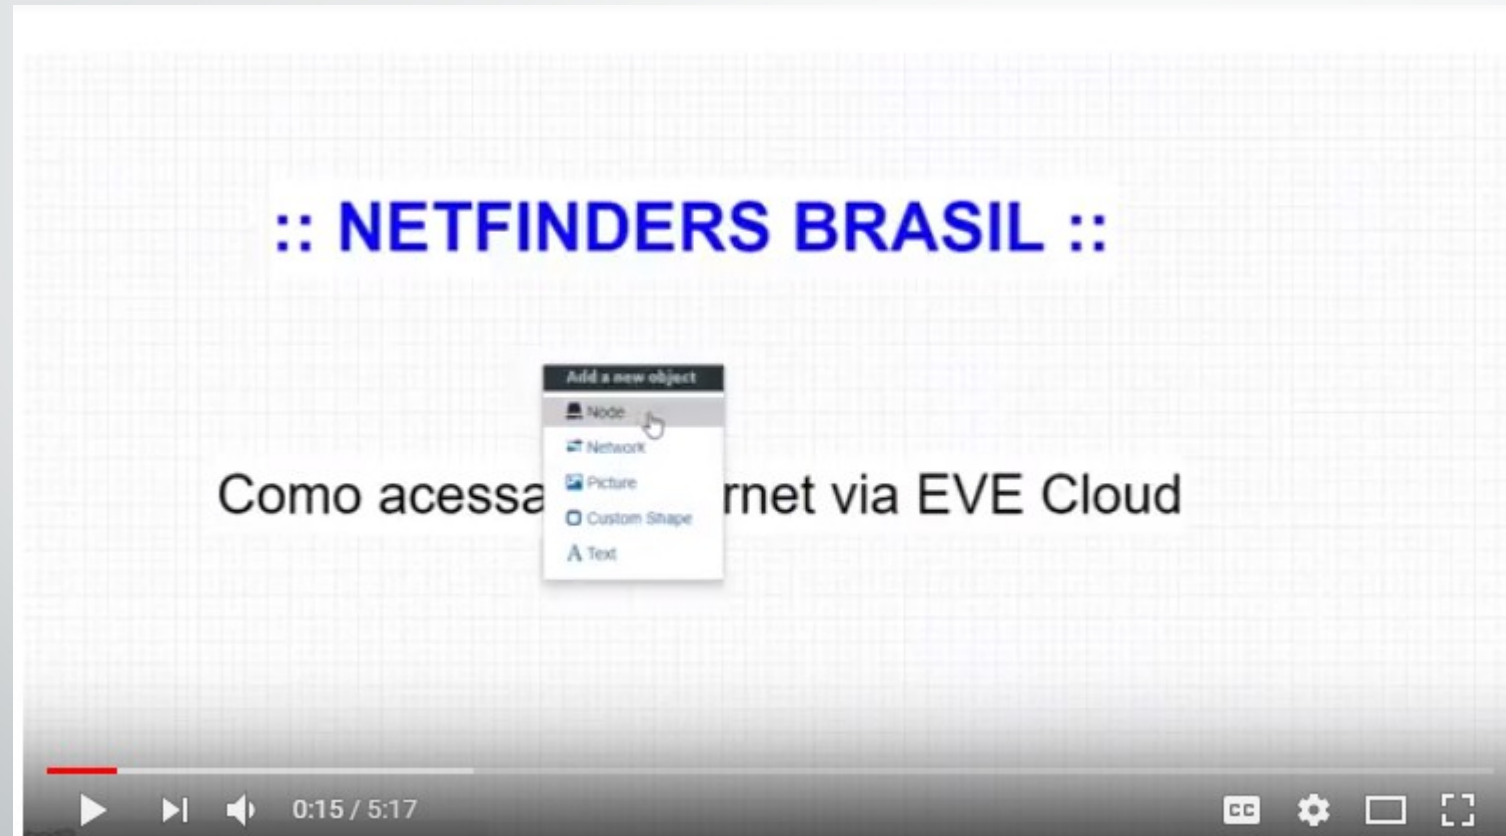 :: NETFINDERS BRASIL ::
Add a new object
Node
Network
Picture
Custom Shape
Text
Como acessa rnet via EVE Cloud
0:15 / 5:17
CC